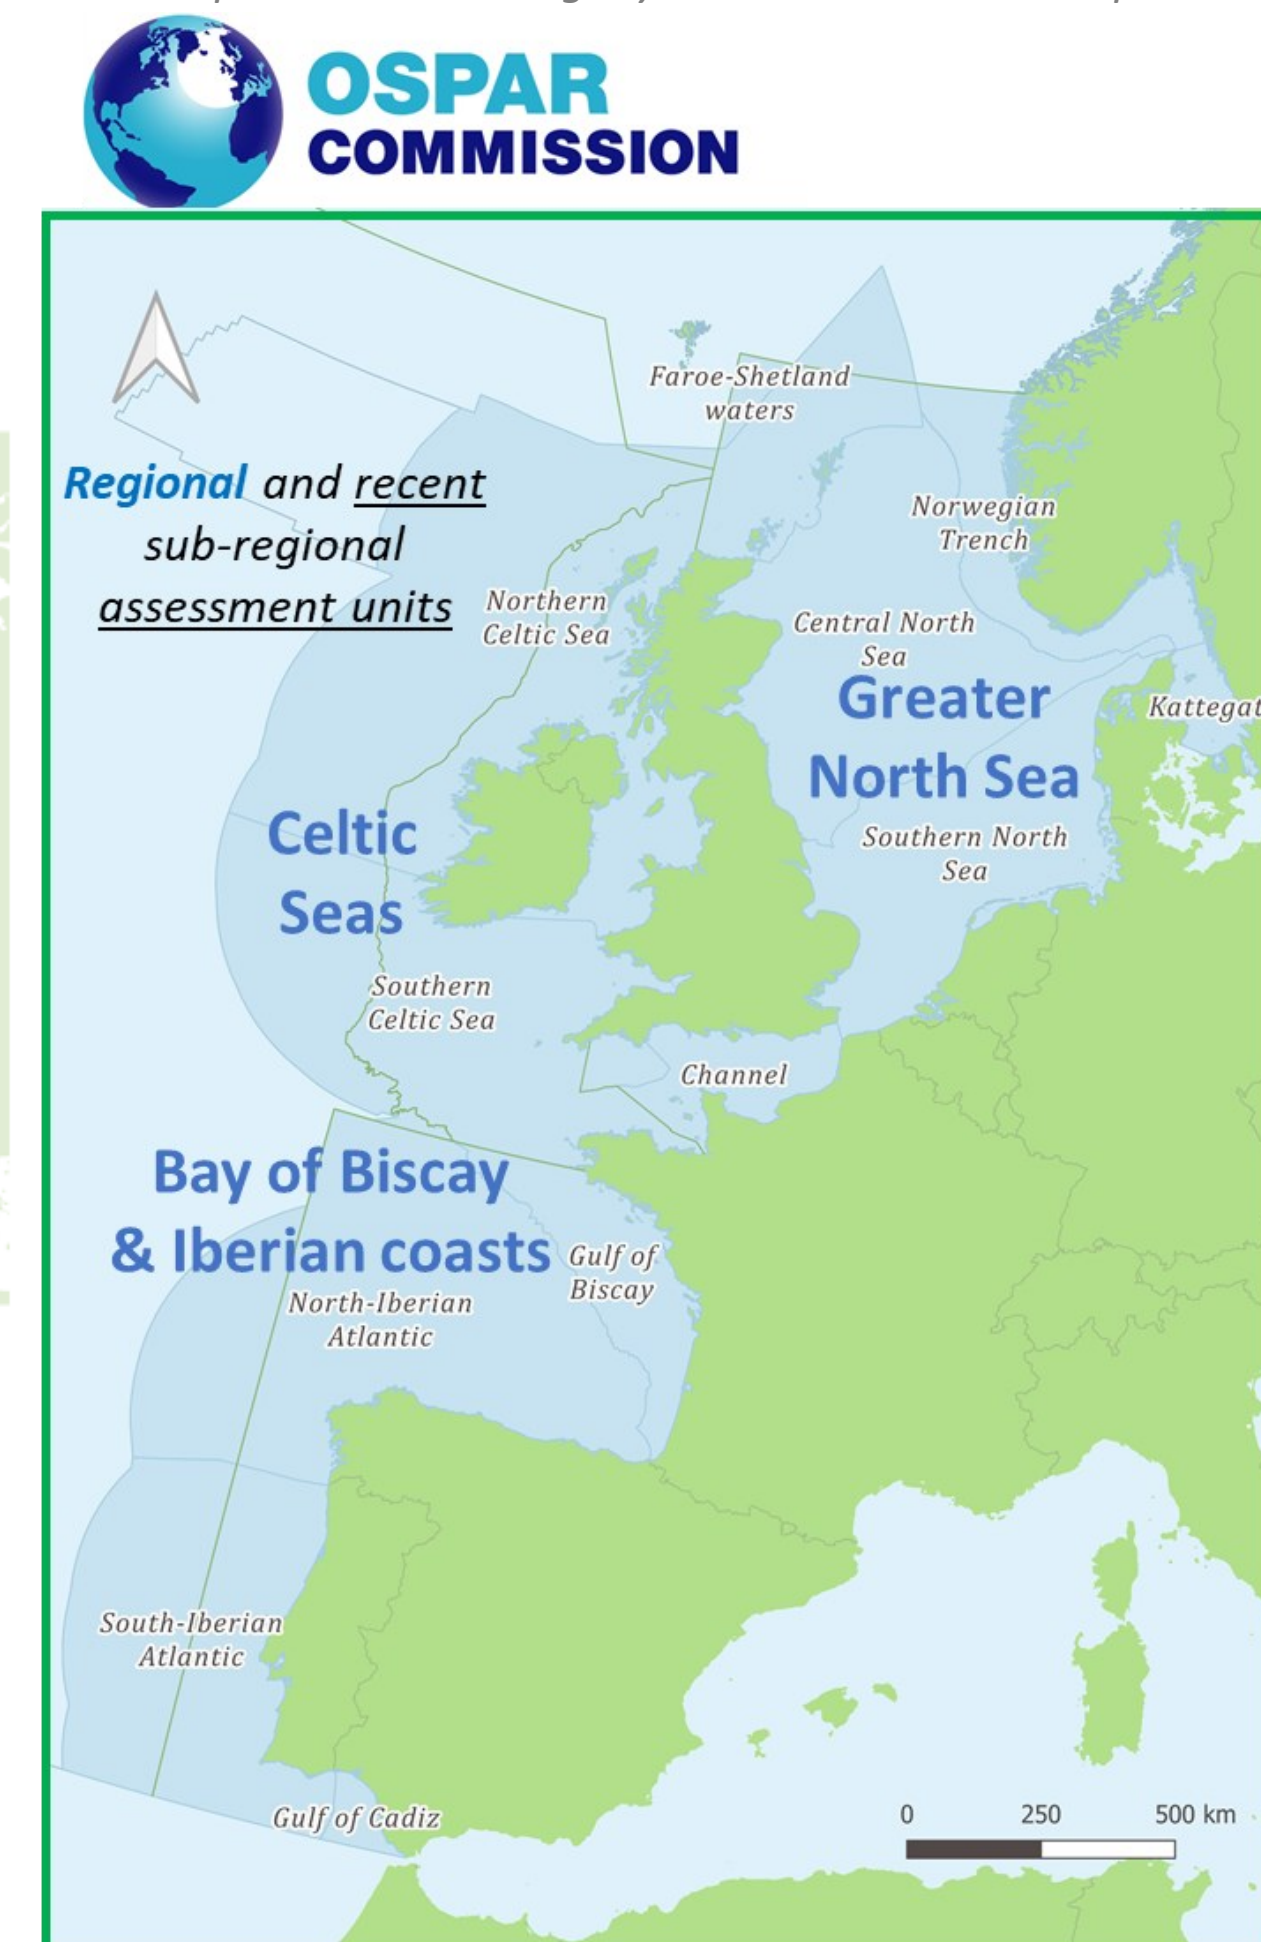 OSPAR
COMMISSION
Faroe-Shetland
waters
Regional and recent
sub-regional
assessment units
Norwegian
Trench
Northern
Celtic Sea
Central North
Sea
Greater
North Sea
Kattegat
Celtic
Seas
Southern North
Sea
Southern
Celtic Sea
Channel
Bay of Biscay
& Iberian coasts
Gulf of
Biscay
North-Iberian
Atlantic
South-Iberian
Atlantic
Gulf of Cadiz
0 250 500 km